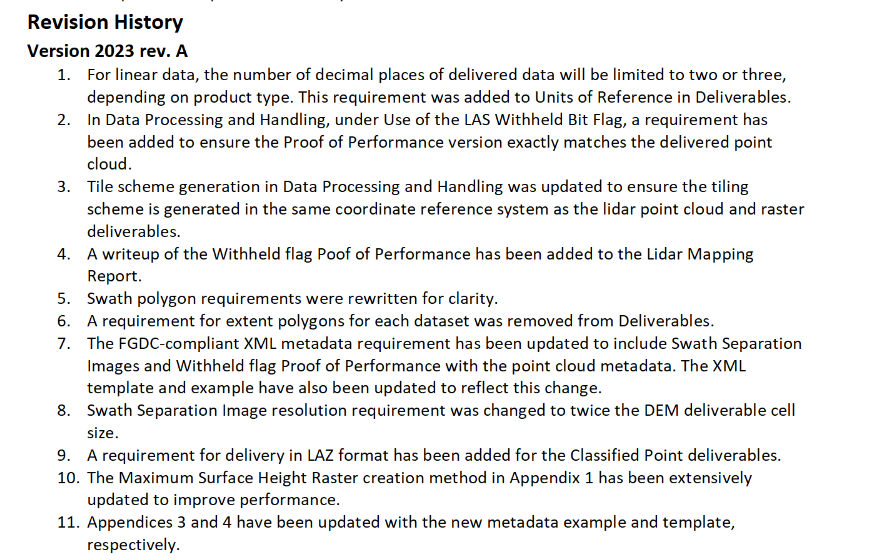 Revision History
Version 2023 rev. A
1. For linear data, the number of decimal places of delivered data will be limited to two or three,
depending on product type. This requirement was added to Units of Reference in Deliverables.
2. In Data Processing and Handling, under Use of the LAS Withheld Bit Flag, a requirement has
been added to ensure the Proof of Performance version exactly matches the delivered point
cloud.
3. Tile scheme generation in Data Processing and Handling was updated to ensure the tiling
scheme is generated in the same coordinate reference system as the lidar point cloud and raster
deliverables.
4. A writeup of the Withheld flag Poof of Performance has been added to the Lidar Mapping
Report.
5. Swath polygon requirements were rewritten for clarity.
6. A requirement for extent polygons for each dataset was removed from Deliverables.
7. The FGDC-compliant XML metadata requirement has been updated to include Swath Separation
Images and Withheld flag Proof of Performance with the point cloud metadata. The XML
template and example have also been updated to reflect this change.
8. Swath Separation Image resolution requirement was changed to twice the DEM deliverable cell
size.
9. A requirement for delivery in LAZ format has been added for the Classified Point deliverables.
10. The Maximum Surface Height Raster creation method in Appendix 1 has been extensively
updated to improve performance.
11. Appendices 3 and 4 have been updated with the new metadata example and template,
respectively.